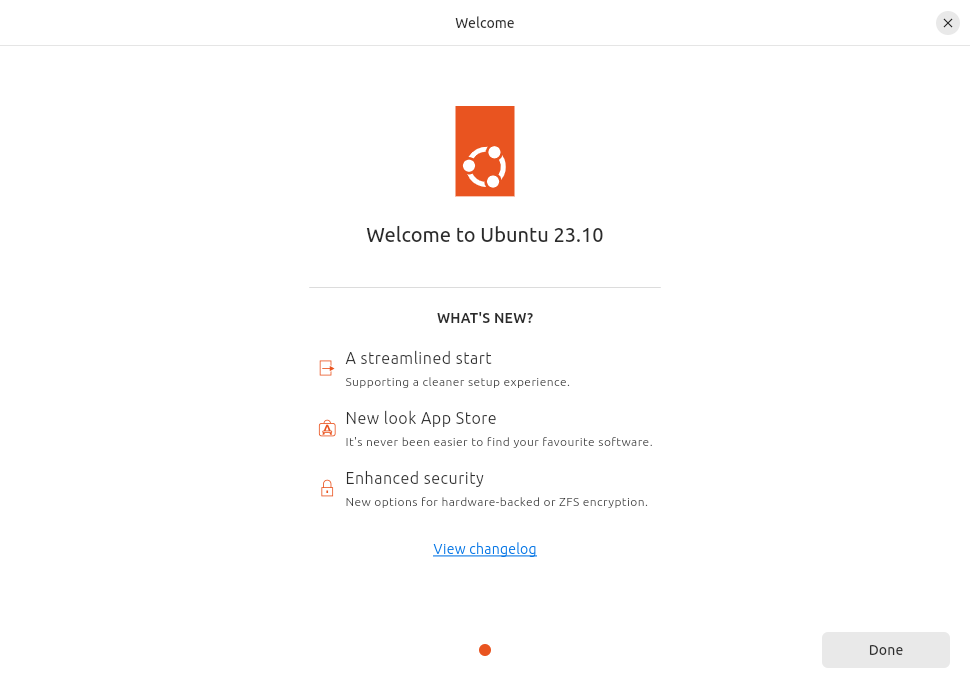 Welcome
Welcome to Ubuntu 23.10
WHAT'S NEW?
A streamlined start
Supporting a cleaner setup experience.
New look App Store
It's never been easier to find your favourite software.
Enhanced security
New options for hardware-backed or ZFS encryption.
View changelog
Done